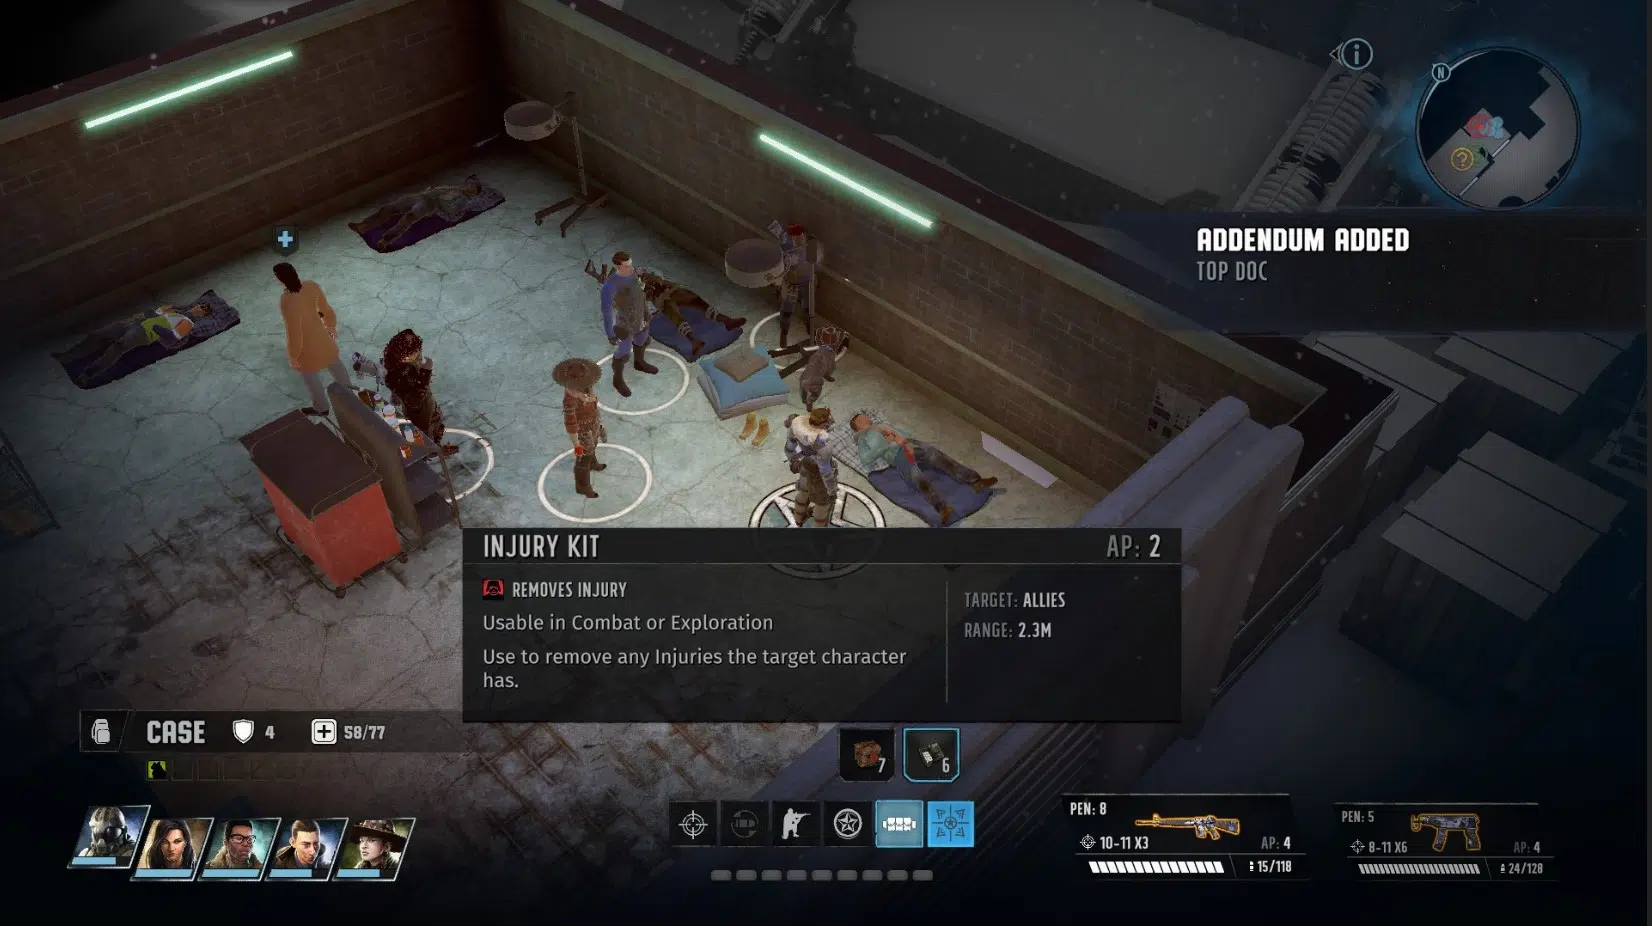 N
ADDENDUM ADDED
TOP DOC
INJURY KIT
AP: 2
REMOVES INJURY
Usable in Combat or Exploration
Use to remove any Injuries the target character
has.
TARGET: ALLIES
RANGE: 2.3M
CASE
4
58/77
7
6
PEN: 8
10-11 X3
AP: 4
15/118
PEN: 5
8-11 X6
AP: 4
24/128